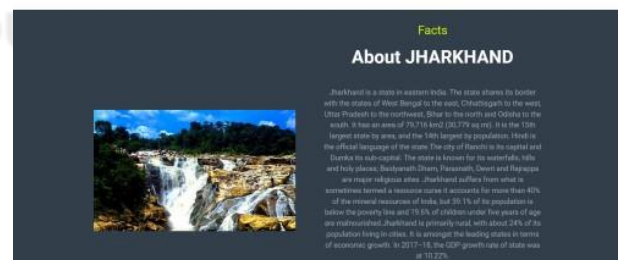 Facts
About JHARKHAND
Jharkhand is a state in eastern India. The state shares its border
with the states of West Bengal to the east, Chhattisgarh to the west,
Uttar Pradesh to the northwest, Bihar to the north and Odisha to the
south. It has an area of 79,716 km2 (30,779 sq mi). It is the 15th
largest state by area, and the 14th largest by population. Hindi is
the official language of the state.The city of Ranchi is its capital and
Dumka its sub-capital. The state is known for its waterfalls, hills
and holy places; Baidyanath Dham, Parasnath, Dewri and Rajrappa
are major religious sites .Jharkhand suffers from what is
sometimes termed a resource curse it accounts for more than 40%
of the mineral resources of India, but 39.1% of its population is
below the poverty line and 19.6% of children under five years of age
are malnourished.Jharkhand is primarily rural, with about 24% of its
population living in cities. It is amongst the leading states in terms
of economic growth. In 2017–18, the GDP growth rate of state was
at 10.22%.